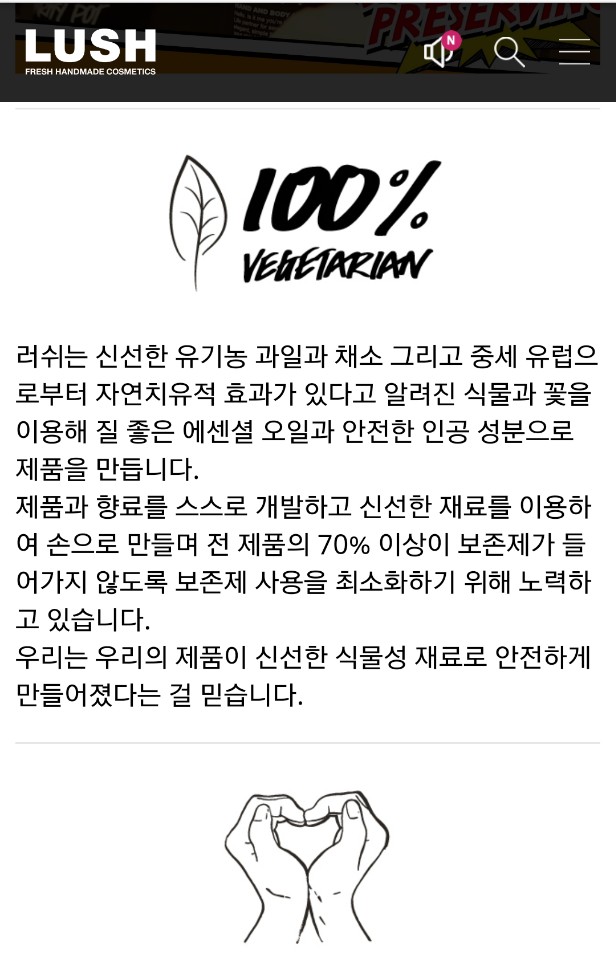 RTY POT
HAND AND BODY
PRESERVING
LUSH
FRESH HANDMADE COSMETICS
N
100%
VEGETARIAN
러쉬는 신선한 유기농 과일과 채소 그리고 중세 유럽으
로부터 자연치유적 효과가 있다고 알려진 식물과 꽃을
이용해 질 좋은 에센셜 오일과 안전한 인공 성분으로
제품을 만듭니다.
제품과 향료를 스스로 개발하고 신선한 재료를 이용하
여 손으로 만들며 전 제품의 70% 이상이 보존제가 들
어가지 않도록 보존제 사용을 최소화하기 위해 노력하
고 있습니다.
우리는 우리의 제품이 신선한 식물성 재료로 안전하게
만들어졌다는 걸 믿습니다.